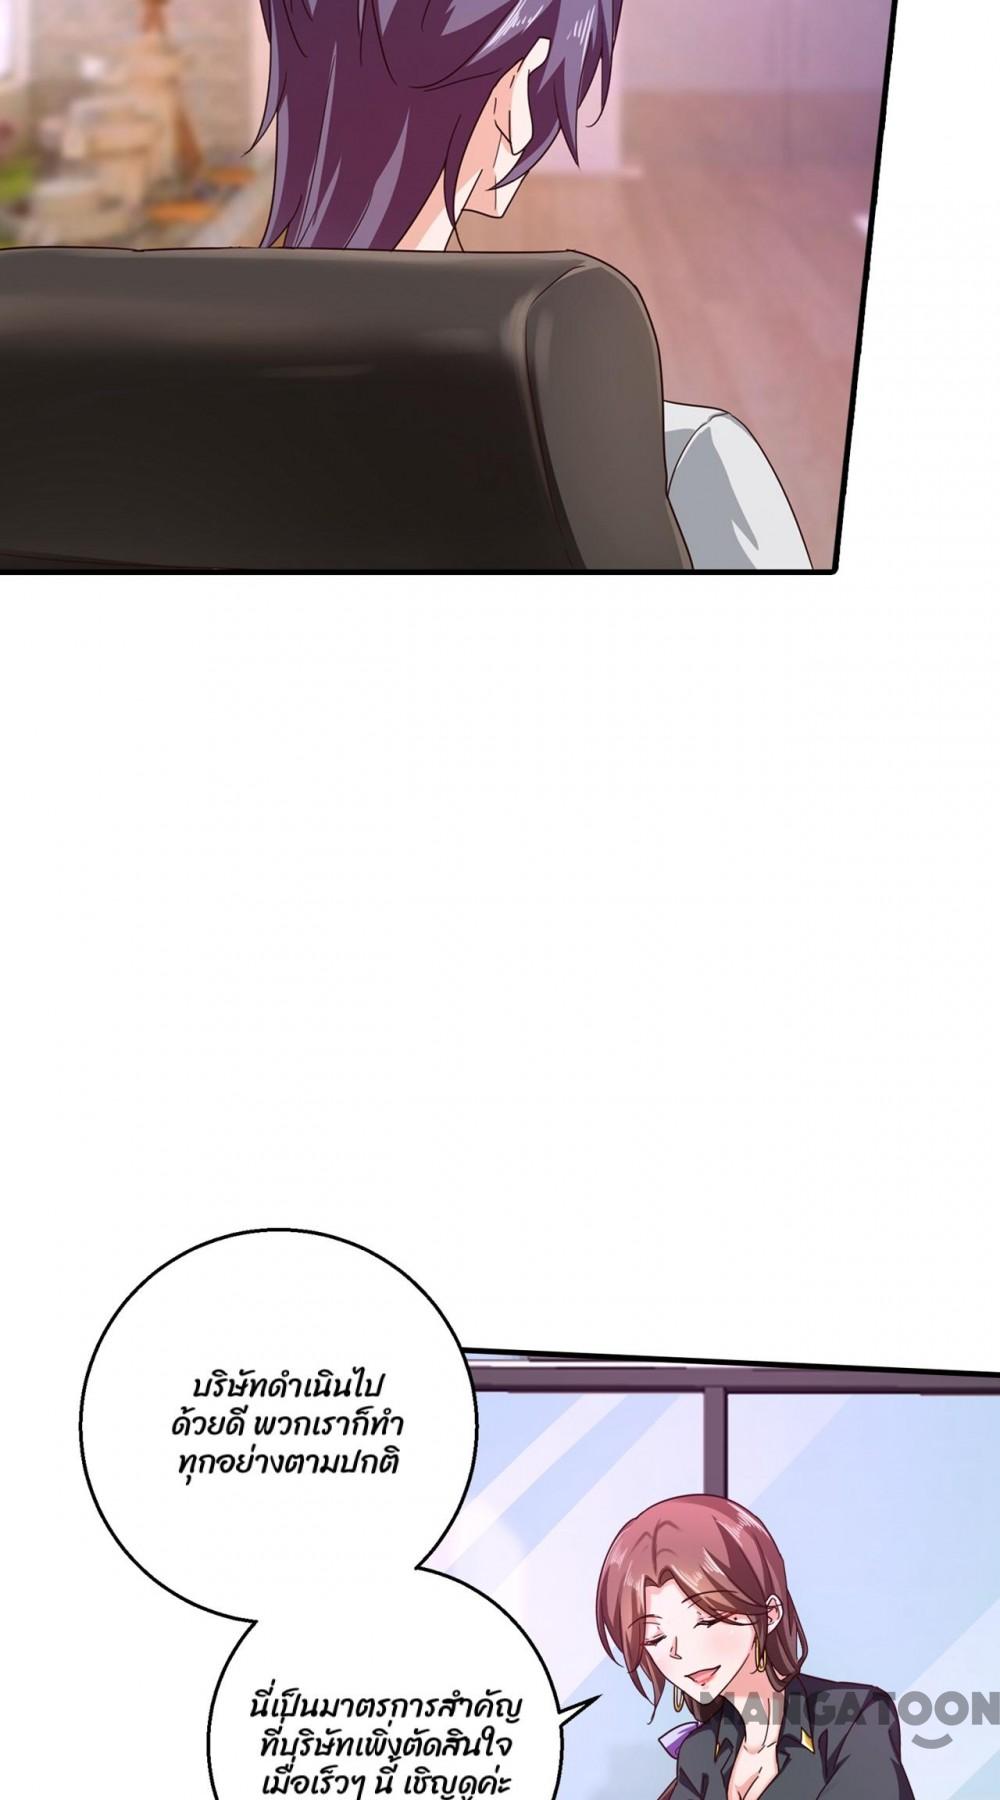 บริษัทดำเนินไป
ด้วยดี พวกเราก็ทำ
ทุกอย่างตามปกติ
นี่เป็นมาตรการสำคัญ
ที่บริษัทเพิ่งตัดสินใจ
เมื่อเร็วๆ นี้ เชิญดูค่ะ
MANGATOON